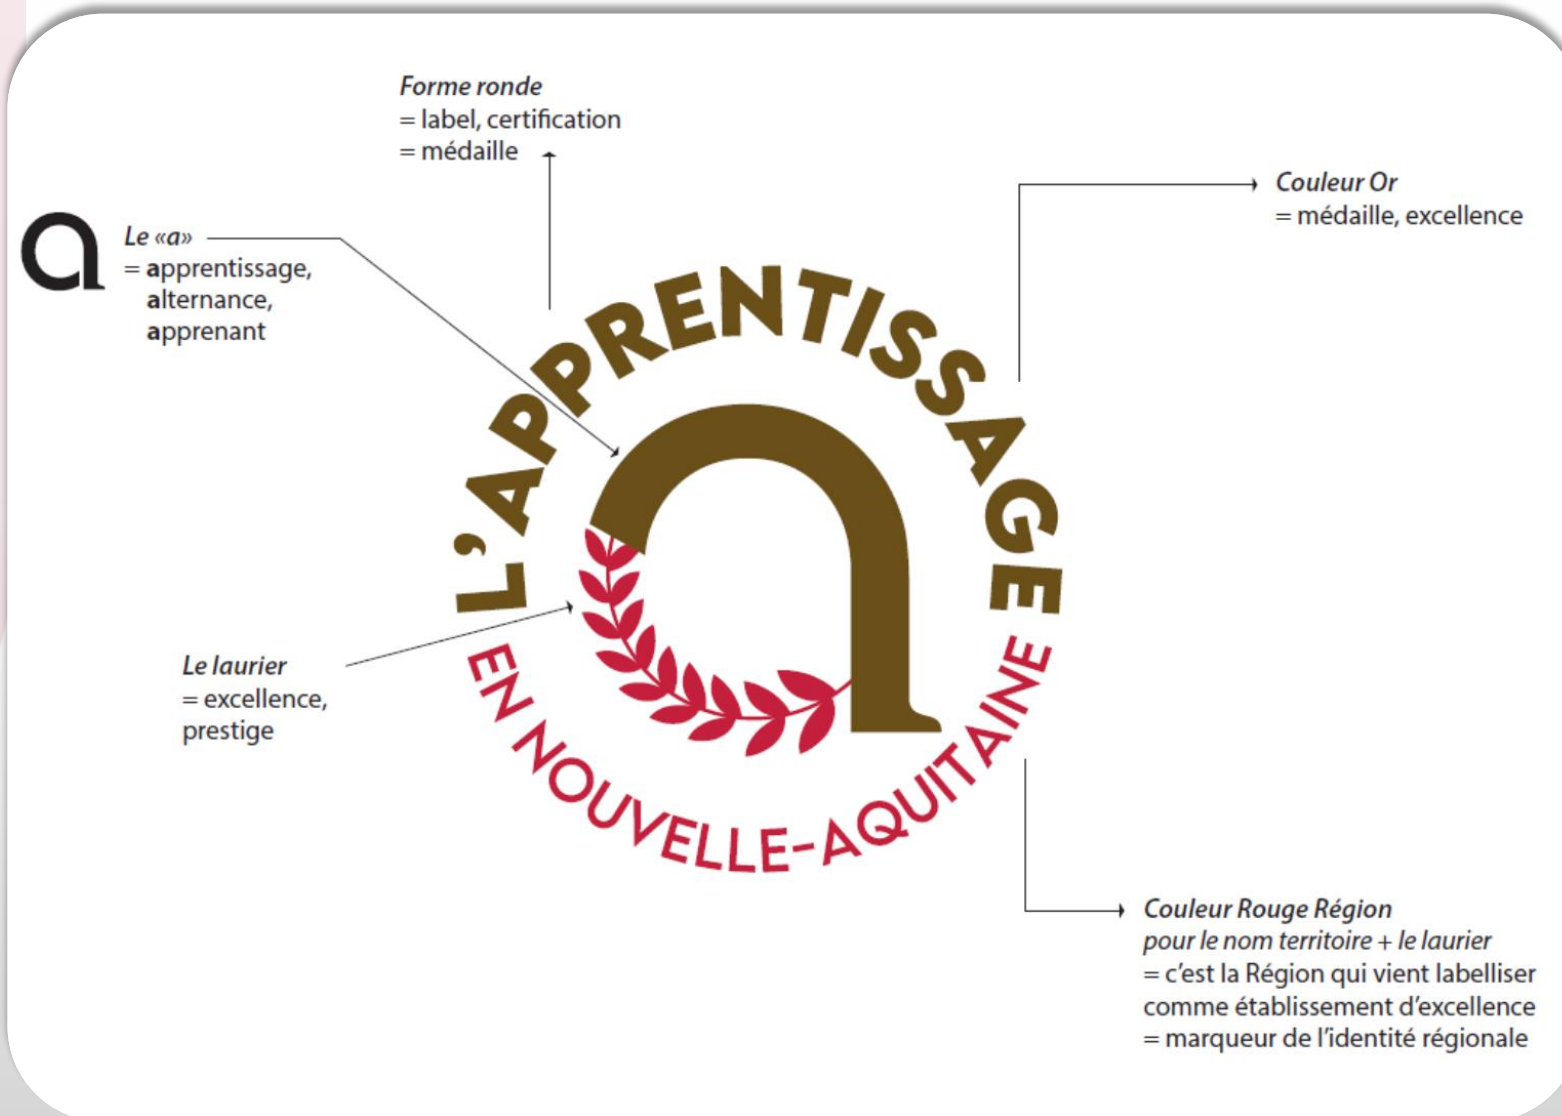 Forme ronde
= label, certification
= médaille
Couleur Or
= médaille, excellence
a
Le «a»
= apprentissage,
alternance,
apprenant
L'APPRENTISSAGE
EN NOUVELLE-AQUITAINE
Le laurier
= excellence,
prestige
Couleur Rouge Région
pour le nom territoire + le laurier
= c'est la Région qui vient labelliser
comme établissement d'excellence
= marqueur de l'identité régionale